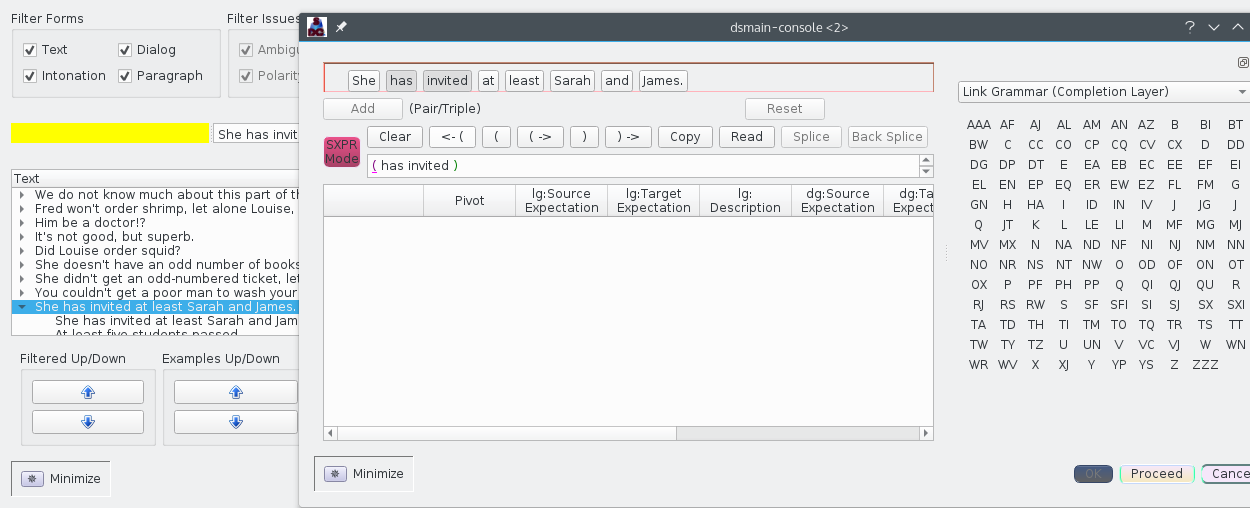 Filter Forms
Text Dialog
Intonation Paragraph
Filter Issues
Ambigu
Polarity
She has invit
Text
We do not know much about this part of th
Fred won't order shrimp, let alone Louise,
Him be a doctor!?
It's not good, but superb.
Did Louise order squid?
She doesn't have an odd number of books
She didn't get an odd-numbered ticket, let
You couldn't get a poor man to wash your
She has invited at least Sarah and James.
She has invited at least Sarah and Jam
At least five students passed
Filtered Up/Down Examples Up/Down
Minimize
dsmain-console <2>
She has invited at least Sarah and James.
Add (Pair/Triple) Reset
SXPR Mode
Clear <- ( ( ( -> ) ) -> Copy Read Splice Back Splice
( has invited )
Pivot lg:Source Expectation lg:Target Expectation lg: Description dg:Source Expectation dg:Ta Expect
Minimize
Link Grammar (Completion Layer)
AAA AF AJ AL AM AN AZ B BI BT
BW C CC CO CP CQ CV CX D DD
DG DP DT E EA EB EC EE EF EI
EL EN EP EQ ER EW EZ FL FM G
GN H HA I ID IN IV J JG J
Q JT K L LE LI M MF MG MJ
MV MX N NA ND NF NI NJ NM NN
NO NR NS NT NW O OD OF ON OT
OX P PF PH PP Q QI QJ QU R
RJ RS RW S SF SFI SI SJ SX SXI
TA TD TH TI TM TO TQ TR TS TT
TW TY TZ U UN V VC VJ W WN
WR WV X XJ Y YP YS Z ZZZ
OK Proceed Cance